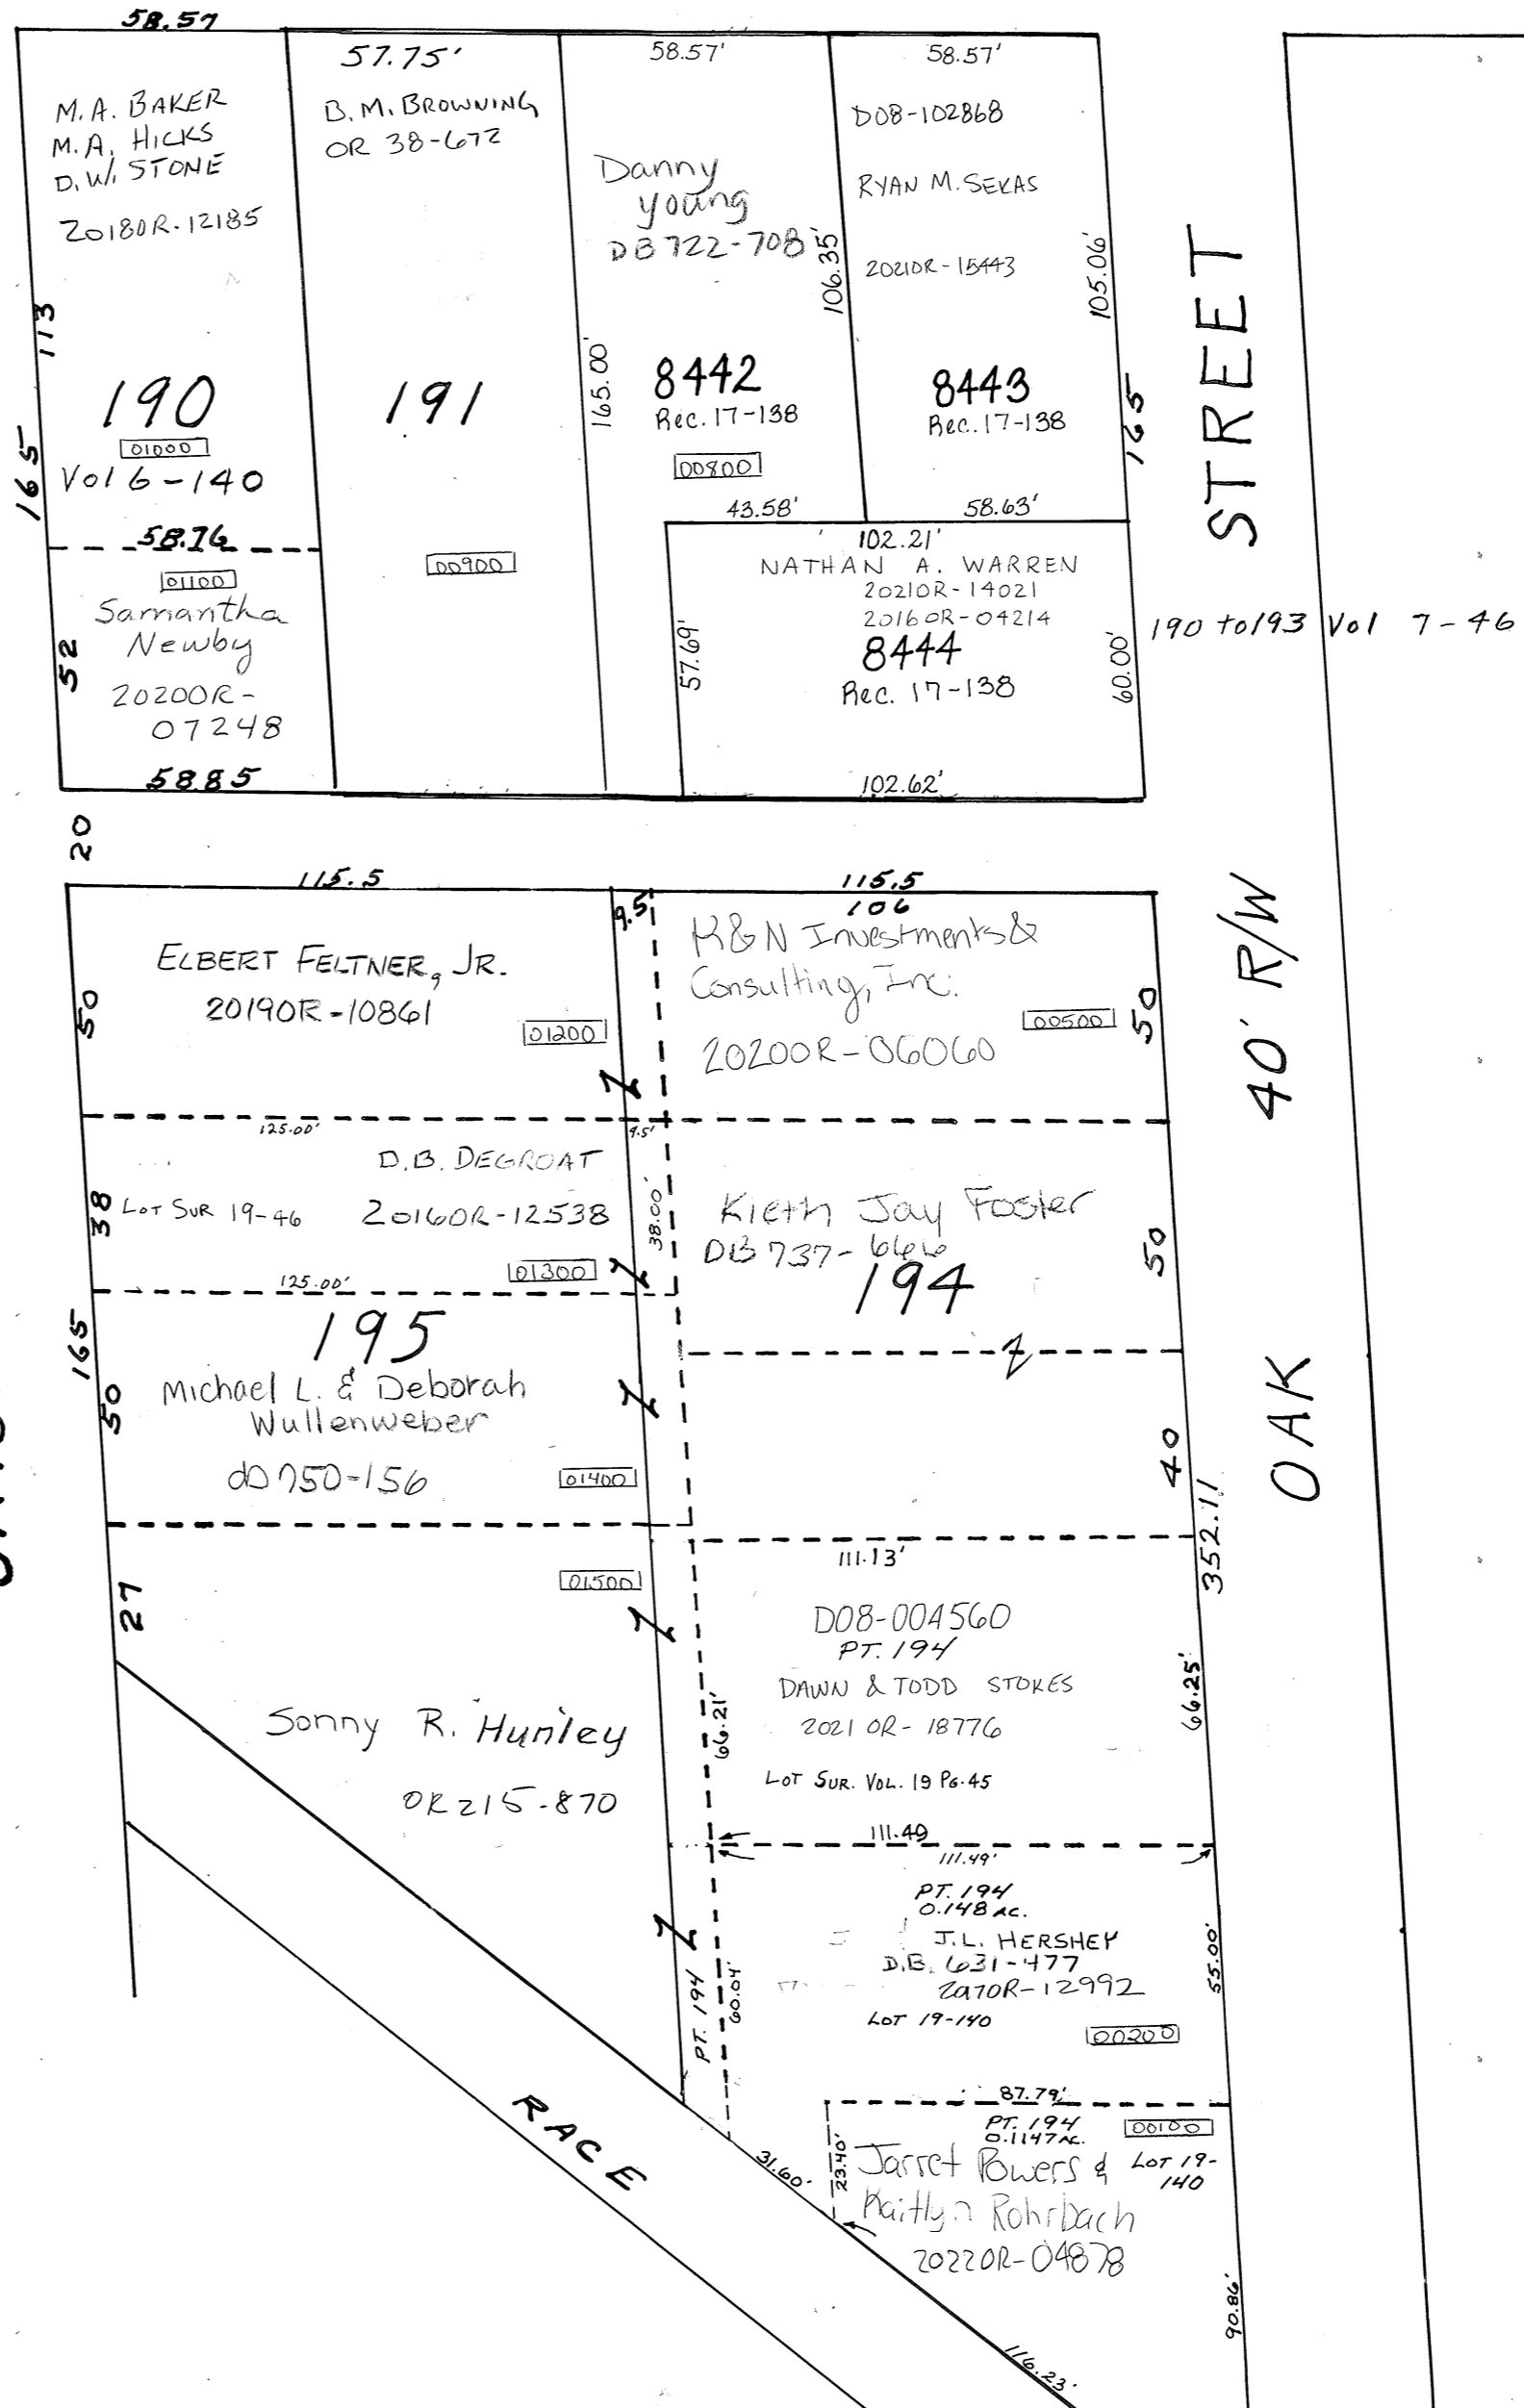 58.57
57.75'
58.57'
58.57'
M.A. BAKER
M.A. HICKS
D.W. STONE
2018OR-12185
B.M. BROWNING
OR 38-672
Danny
young
DB 722-708
D08-102868
RYAN M. SEKAS
2021OR-15443
106.35'
105.06'
113
165
190
01000
Vol 6-140
58.76
191
00900
165.00'
8442
Rec. 17-138
00800
43.58'
8443
Rec. 17-138
58.63'
165
01100
Samantha
Newby
2020OR-
07248
52
58.85
102.21'
NATHAN A. WARREN
2021OR-14021
2016OR-04214
8444
Rec. 17-138
57.69'
60.00'
102.62'
STREET
190 to 193 Vol 7-46
20
115.5
115.5
106
9.5'
ELBERT FELTNER, JR.
2019OR-10861
01200
50
K&N Investments &
Consulting, Inc.
2020OR-06060
00500
50
40' R/W
125.00'
9.5'
D.B. DEGROAT
LOT SUR 19-46
2016OR-12538
01300
38
38.00'
125.00'
Kieth Jay Foster
DB 737-666
194
50
165
195
Michael L. & Deborah
Wullenweber
01400
50
40
352.11
OAK
27
01500
Sonny R. Hunley
OR 215-870
111.13'
D08-004560
PT. 194
DAWN & TODD STOKES
2021 OR-18776
LOT SUR. VOL. 19 PG. 45
66.21'
66.25'
111.49
111.49'
PT. 194
0.148 AC.
J.L. HERSHEY
D.B. 631-477
LOT 19-140
00200
PT. 194
60.04'
55.00'
RACE
87.79'
PT. 194
0.1147 AC.
00100
LOT 19-
140
31.60'
23.40'
Jarret Powers &
Kaitlyn Rohrbach
2022OR-04878
90.86'
116.23'